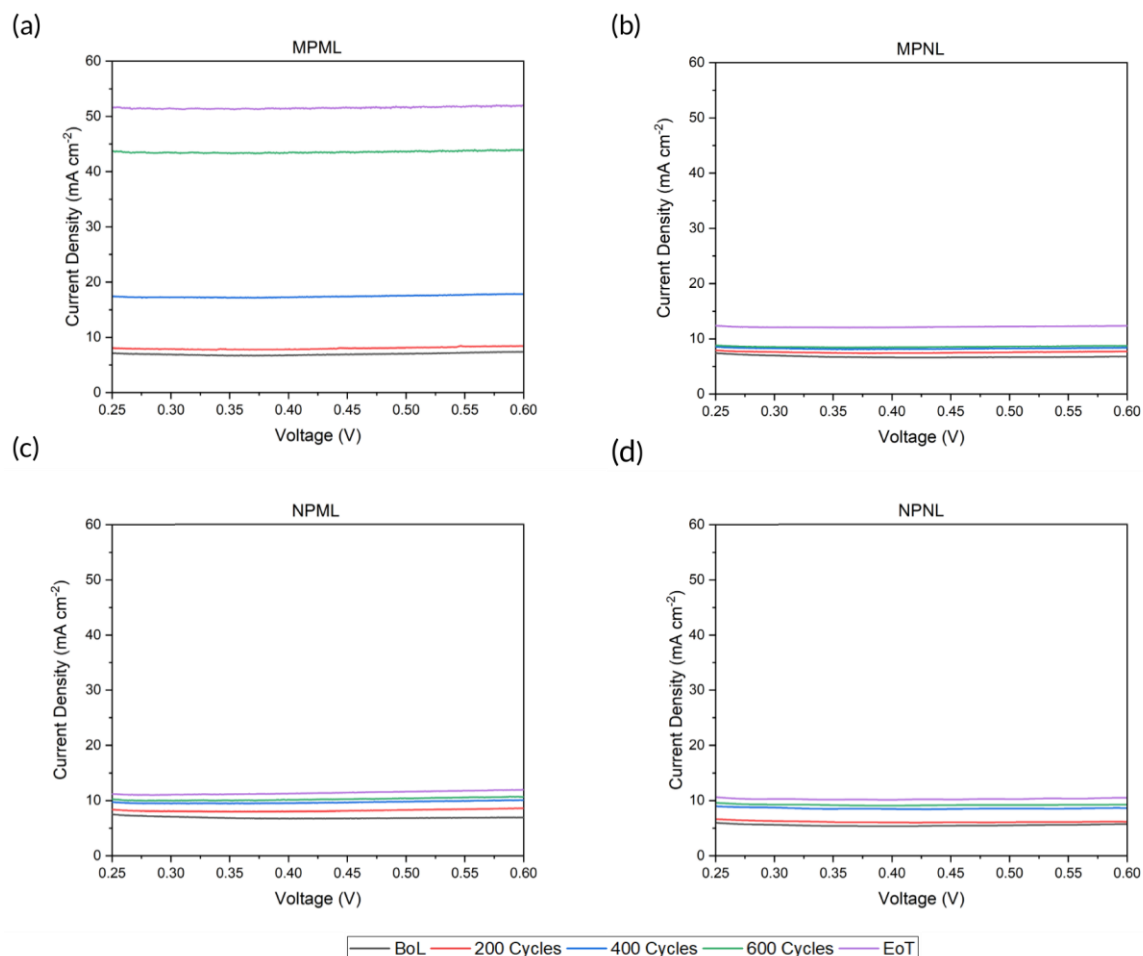 (a)
MPML
60
50
40
30
20
10
0
Current Density (mA cm⁻²)
0.25 0.30 0.35 0.40 0.45 0.50 0.55 0.60
Voltage (V)
(b)
MPNL
60
50
40
30
20
10
0
Current Density (mA cm⁻²)
0.25 0.30 0.35 0.40 0.45 0.50 0.55 0.60
Voltage (V)
(c)
NPML
60
50
40
30
20
10
0
Current Density (mA cm⁻²)
0.25 0.30 0.35 0.40 0.45 0.50 0.55 0.60
Voltage (V)
(d)
NPNL
60
50
40
30
20
10
0
Current Density (mA cm⁻²)
0.25 0.30 0.35 0.40 0.45 0.50 0.55 0.60
Voltage (V)
BoL 200 Cycles 400 Cycles 600 Cycles EoT